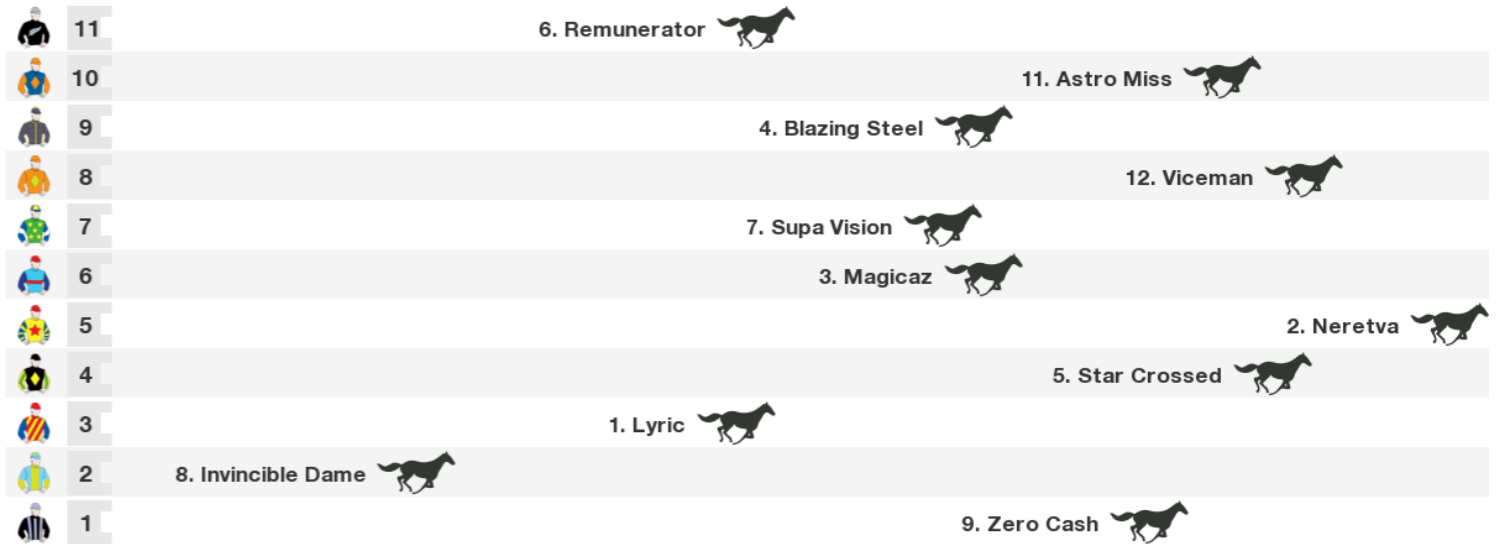 11 6. Remunerator
10 11. Astro Miss
9 4. Blazing Steel
8 12. Viceman
7 7. Supa Vision
6 3. Magicaz
5 2. Neretva
4 5. Star Crossed
3 1. Lyric
2 8. Invincible Dame
1 9. Zero Cash